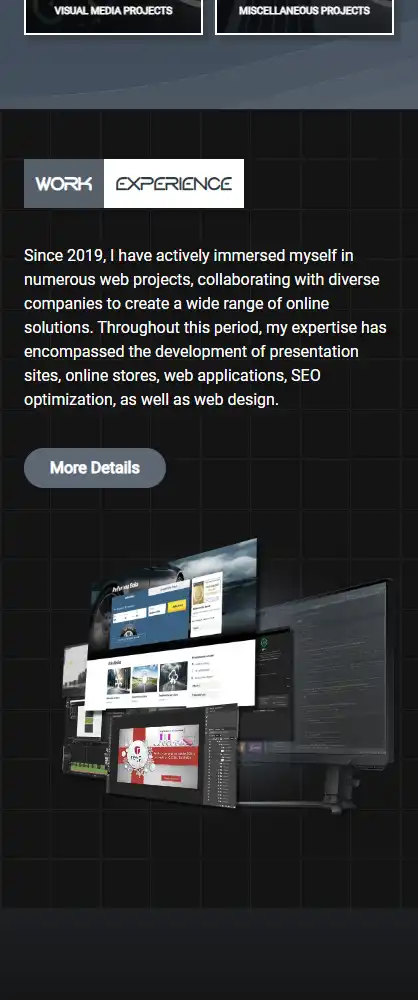 VISUAL MEDIA PROJECTS
MISCELLANEOUS PROJECTS
WORK EXPERIENCE
Since 2019, I have actively immersed myself in
numerous web projects, collaborating with diverse
companies to create a wide range of online
solutions. Throughout this period, my expertise has
encompassed the development of presentation
sites, online stores, web applications, SEO
optimization, as well as web design.
More Details